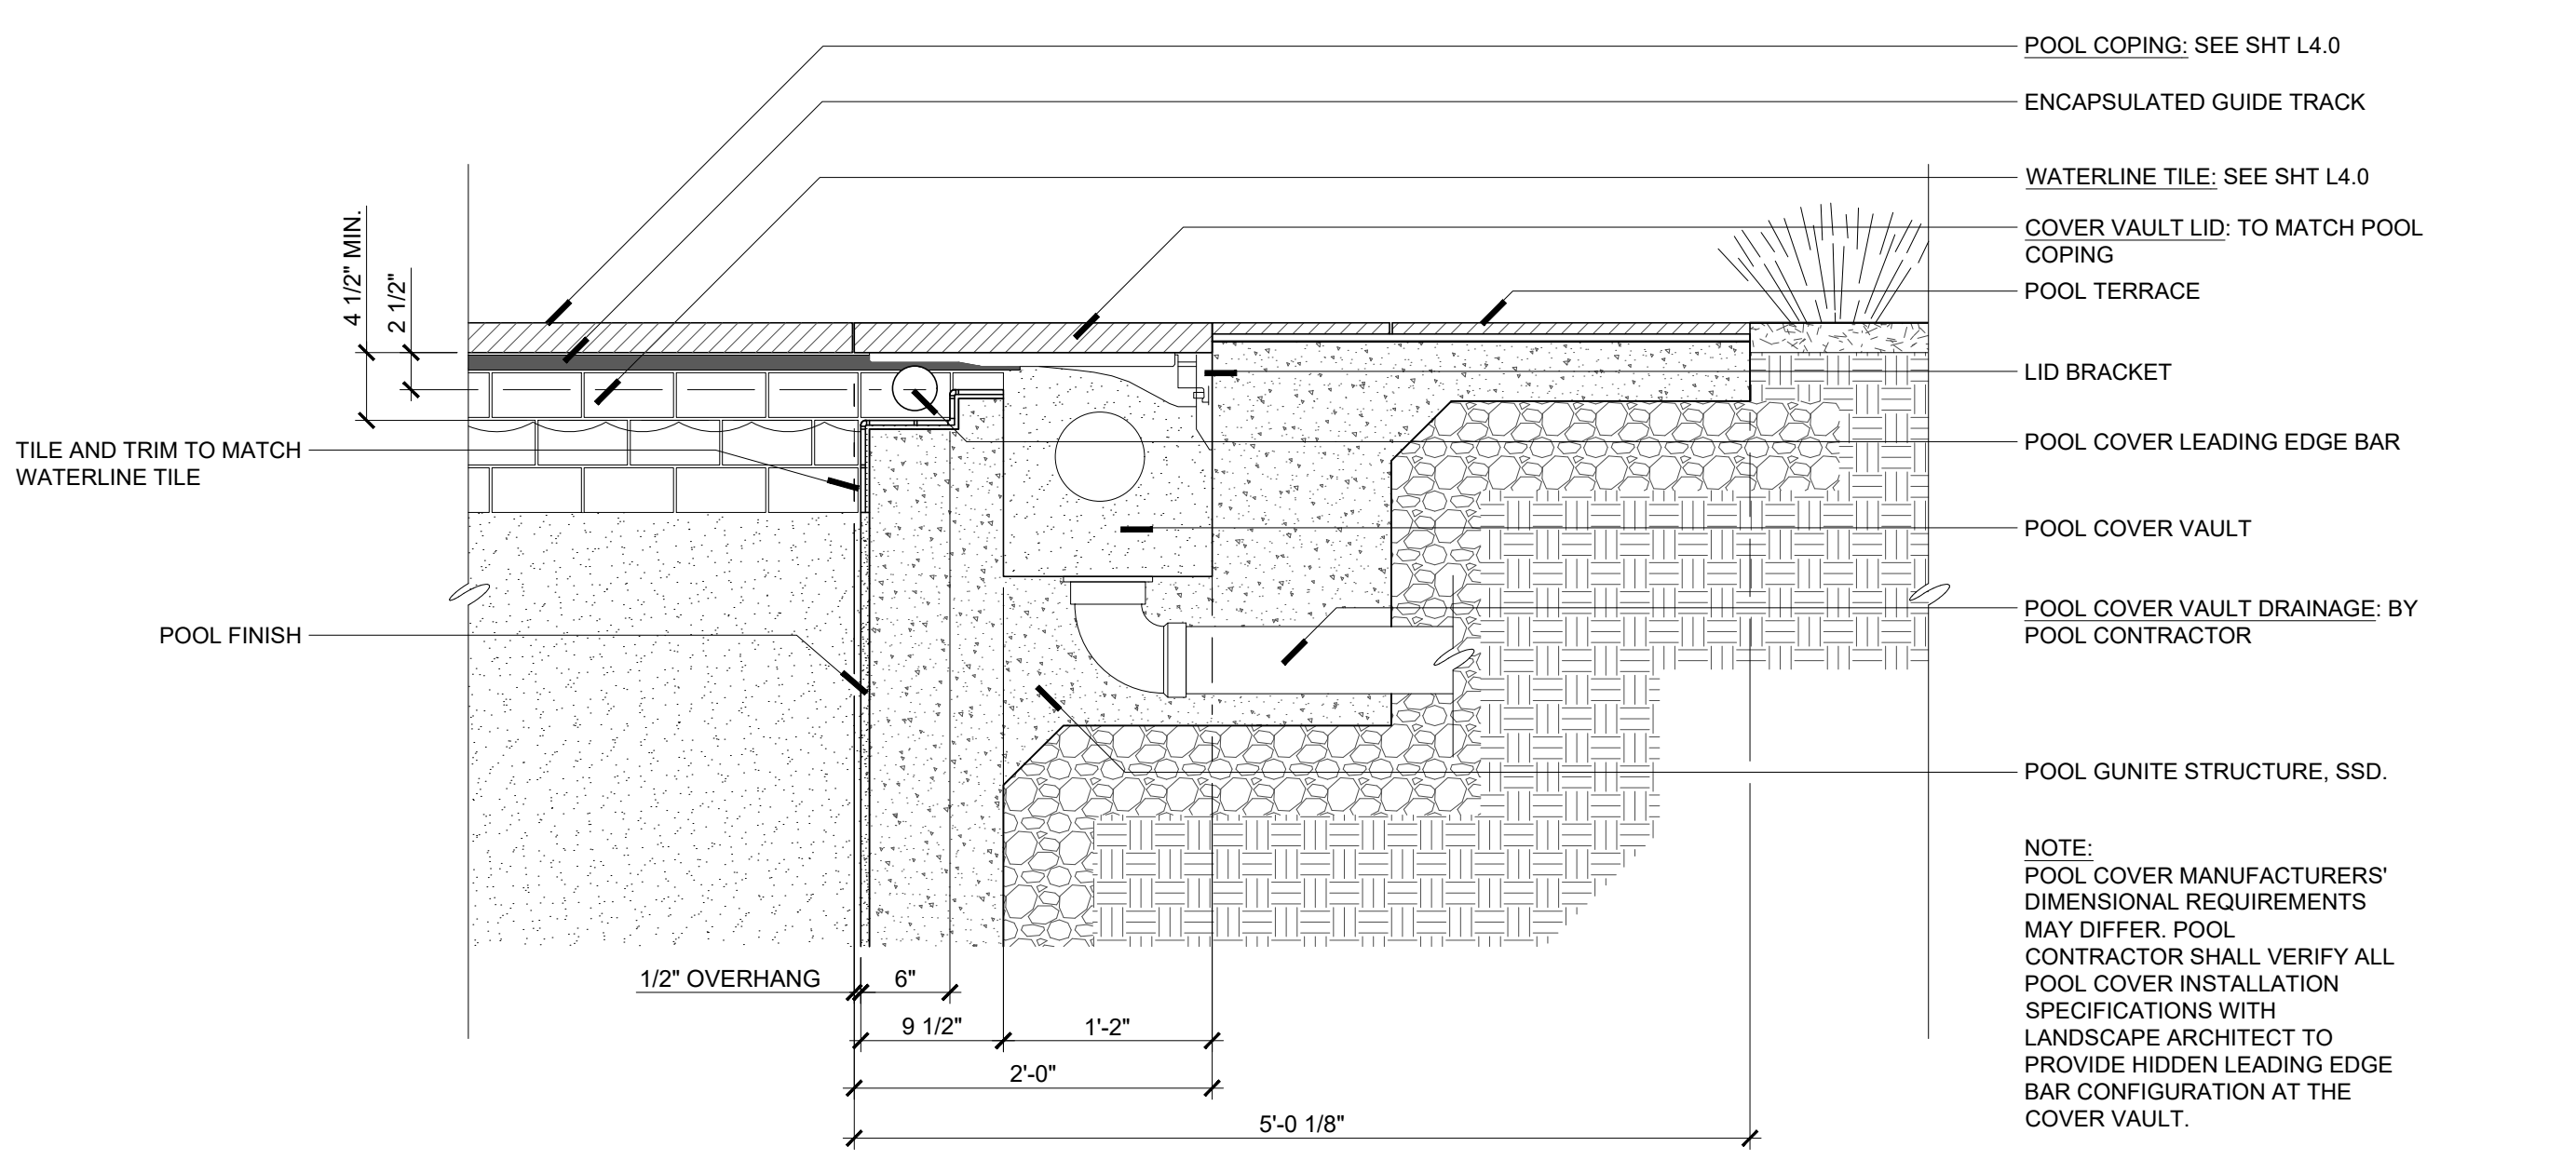 POOL COPING: SEE SHT L4.0
ENCAPSULATED GUIDE TRACK
WATERLINE TILE: SEE SHT L4.0
COVER VAULT LID: TO MATCH POOL
COPING
POOL TERRACE
LID BRACKET
POOL COVER LEADING EDGE BAR
POOL COVER VAULT
POOL COVER VAULT DRAINAGE: BY
POOL CONTRACTOR
POOL GUNITE STRUCTURE, SSD.
NOTE:
POOL COVER MANUFACTURERS'
DIMENSIONAL REQUIREMENTS
MAY DIFFER. POOL
CONTRACTOR SHALL VERIFY ALL
POOL COVER INSTALLATION
SPECIFICATIONS WITH
LANDSCAPE ARCHITECT TO
PROVIDE HIDDEN LEADING EDGE
BAR CONFIGURATION AT THE
COVER VAULT.
4 1/2" MIN.
2 1/2"
TILE AND TRIM TO MATCH
WATERLINE TILE
POOL FINISH
1/2" OVERHANG
6"
9 1/2"
1'-2"
2'-0"
5'-0 1/8"